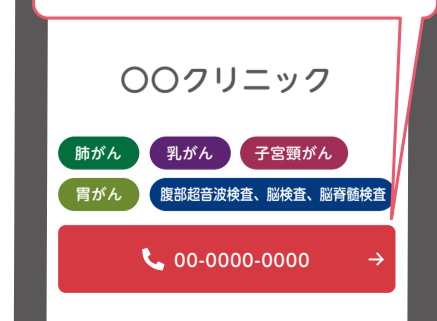 〇〇クリニック
肺がん 乳がん 子宮頸がん
胃がん 腹部超音波検査、脳検査、脳脊髄検査
00-0000-0000 →